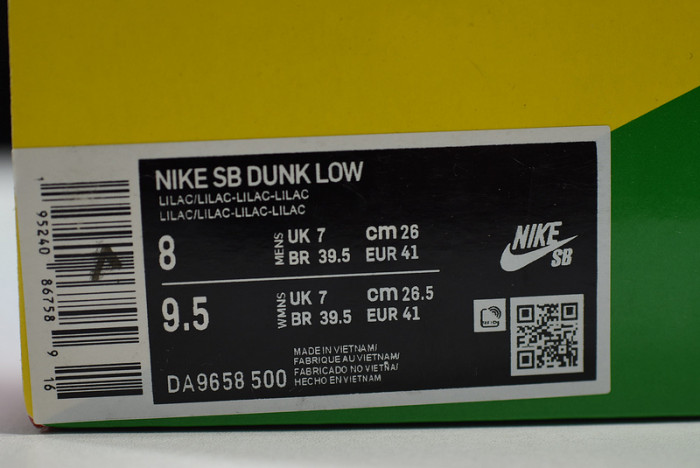 NIKE SB DUNK LOW
LILAC/LILAC-LILAC-LILAC
LILAC/LILAC-LILAC-LILAC
8
MENS
UK 7
cm 26
BR 39.5
EUR 41
9.5
WMNS
UK 7
cm 26.5
BR 39.5
EUR 41
NIKE
SB
DA9658 500
MADE IN VIETNAM/
FABRIQUE AU VIETNAM/
FABRICADO NO VIETNA/
HECHO EN VIETNAM
1 95240 86758 9 16
A